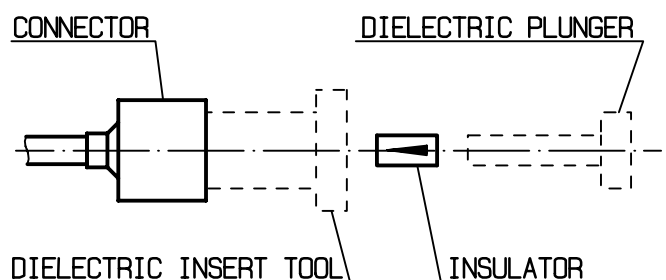 CONNECTOR
DIELECTRIC PLUNGER
DIELECTRIC INSERT TOOL
INSULATOR